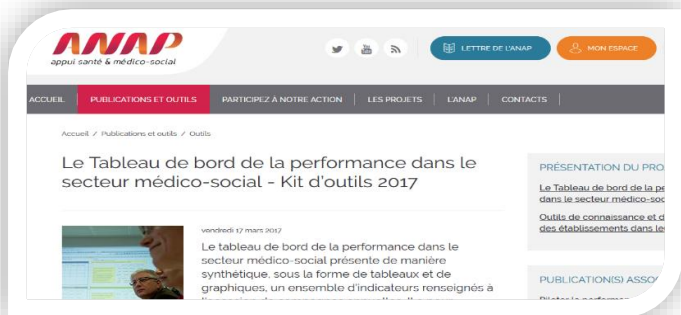 ANAP
appui santé & médico-social
LETTRE DE L'ANAP
MON ESPACE
ACCUEIL
PUBLICATIONS ET OUTILS
PARTICIPEZ À NOTRE ACTION
LES PROJETS
L'ANAP
CONTACTS
Accueil / Publications et outils / Outils
Le Tableau de bord de la performance dans le
secteur médico-social - Kit d'outils 2017
vendredi 17 mars 2017
Le tableau de bord de la performance dans le
secteur médico-social présente de manière
synthétique, sous la forme de tableaux et de
graphiques, un ensemble d'indicateurs renseignés à
PRÉSENTATION DU PRO
Le Tableau de bord de la pe
dans le secteur médico-soc
Outils de connaissance et d
des établissements dans le
PUBLICATION(S) ASSO